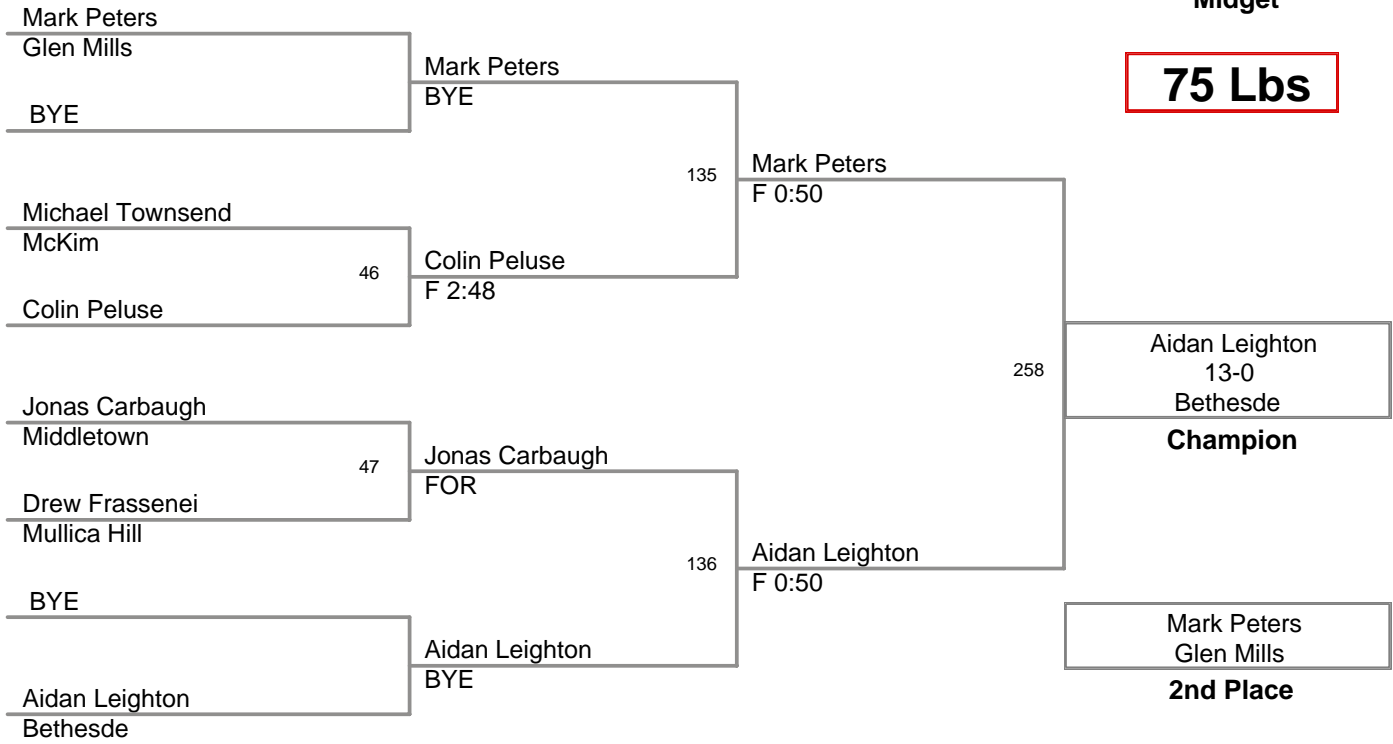 Midget
75 Lbs
Mark Peters
Glen Mills
BYE
Michael Townsend
McKim
46
Colin Peluse
Jonas Carbaugh
Middletown
47
Drew Frassenei
Mullica Hill
BYE
Aidan Leighton
Bethesde
Mark Peters
BYE
135
Colin Peluse
F 2:48
Jonas Carbaugh
FOR
136
Aidan Leighton
BYE
Mark Peters
F 0:50
258
Aidan Leighton
F 0:50
Aidan Leighton
13-0
Bethesde
Champion
Mark Peters
Glen Mills
2nd Place